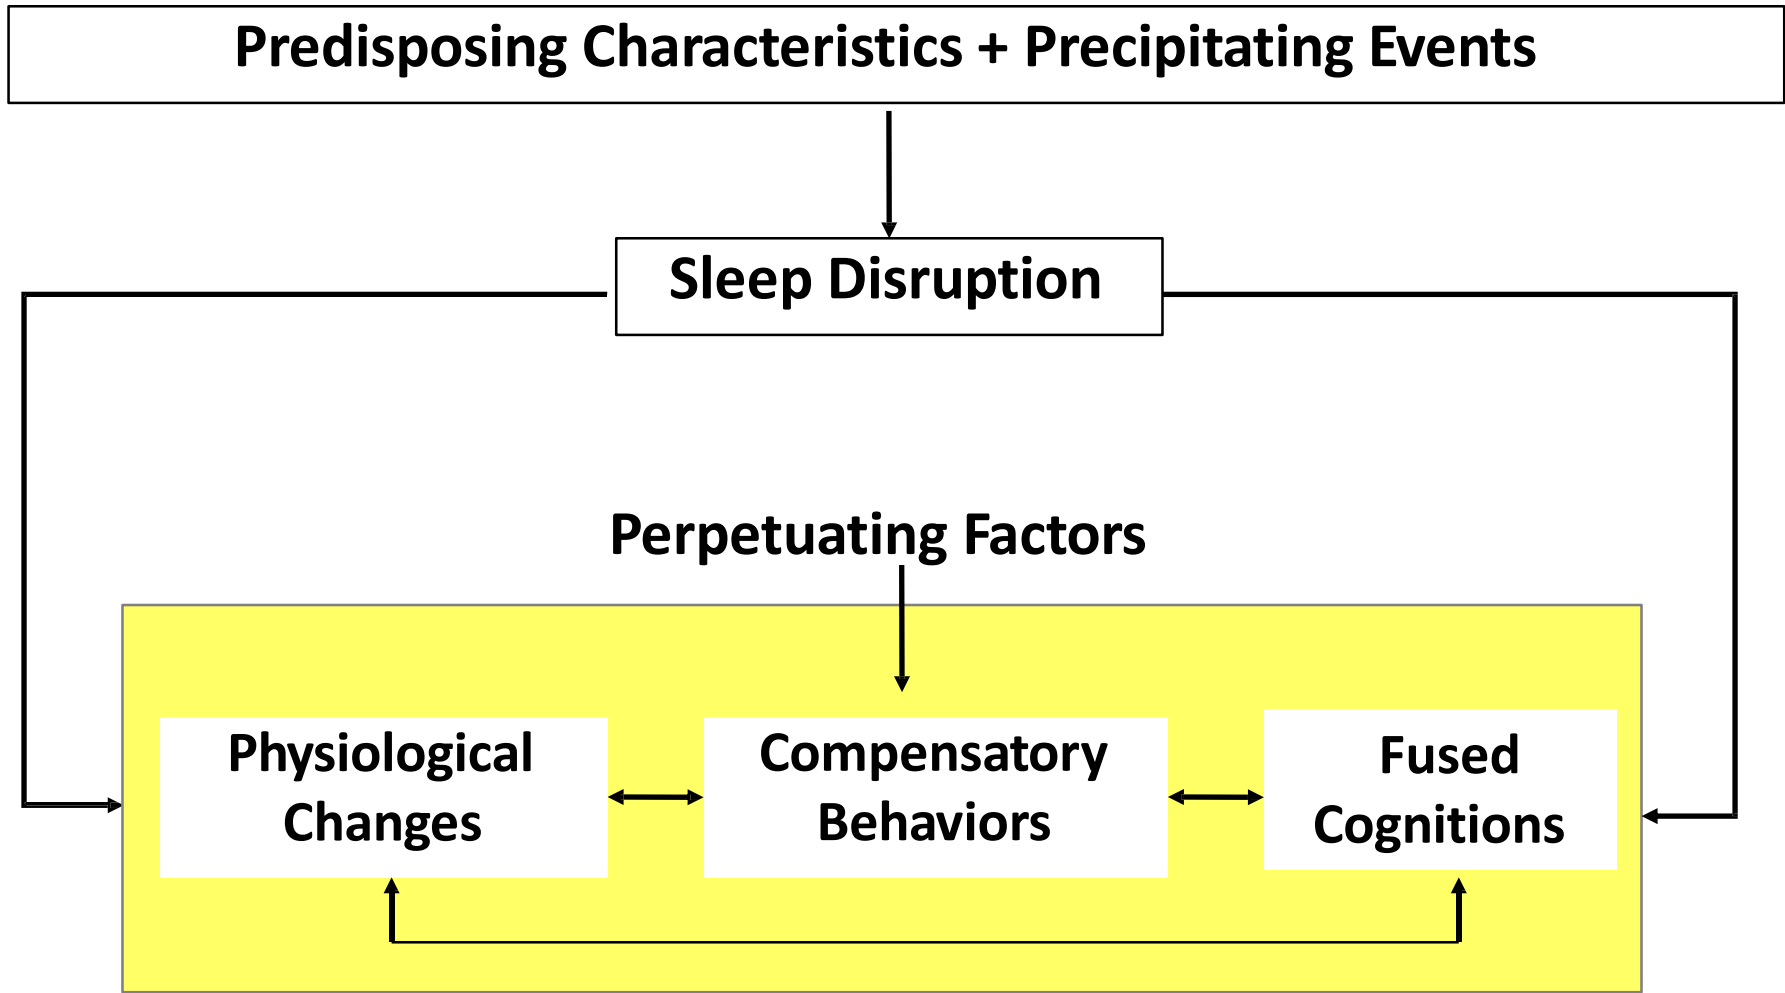 Predisposing Characteristics + Precipitating Events
Sleep Disruption
Perpetuating Factors
Physiological
Changes
Compensatory
Behaviors
Fused
Cognitions